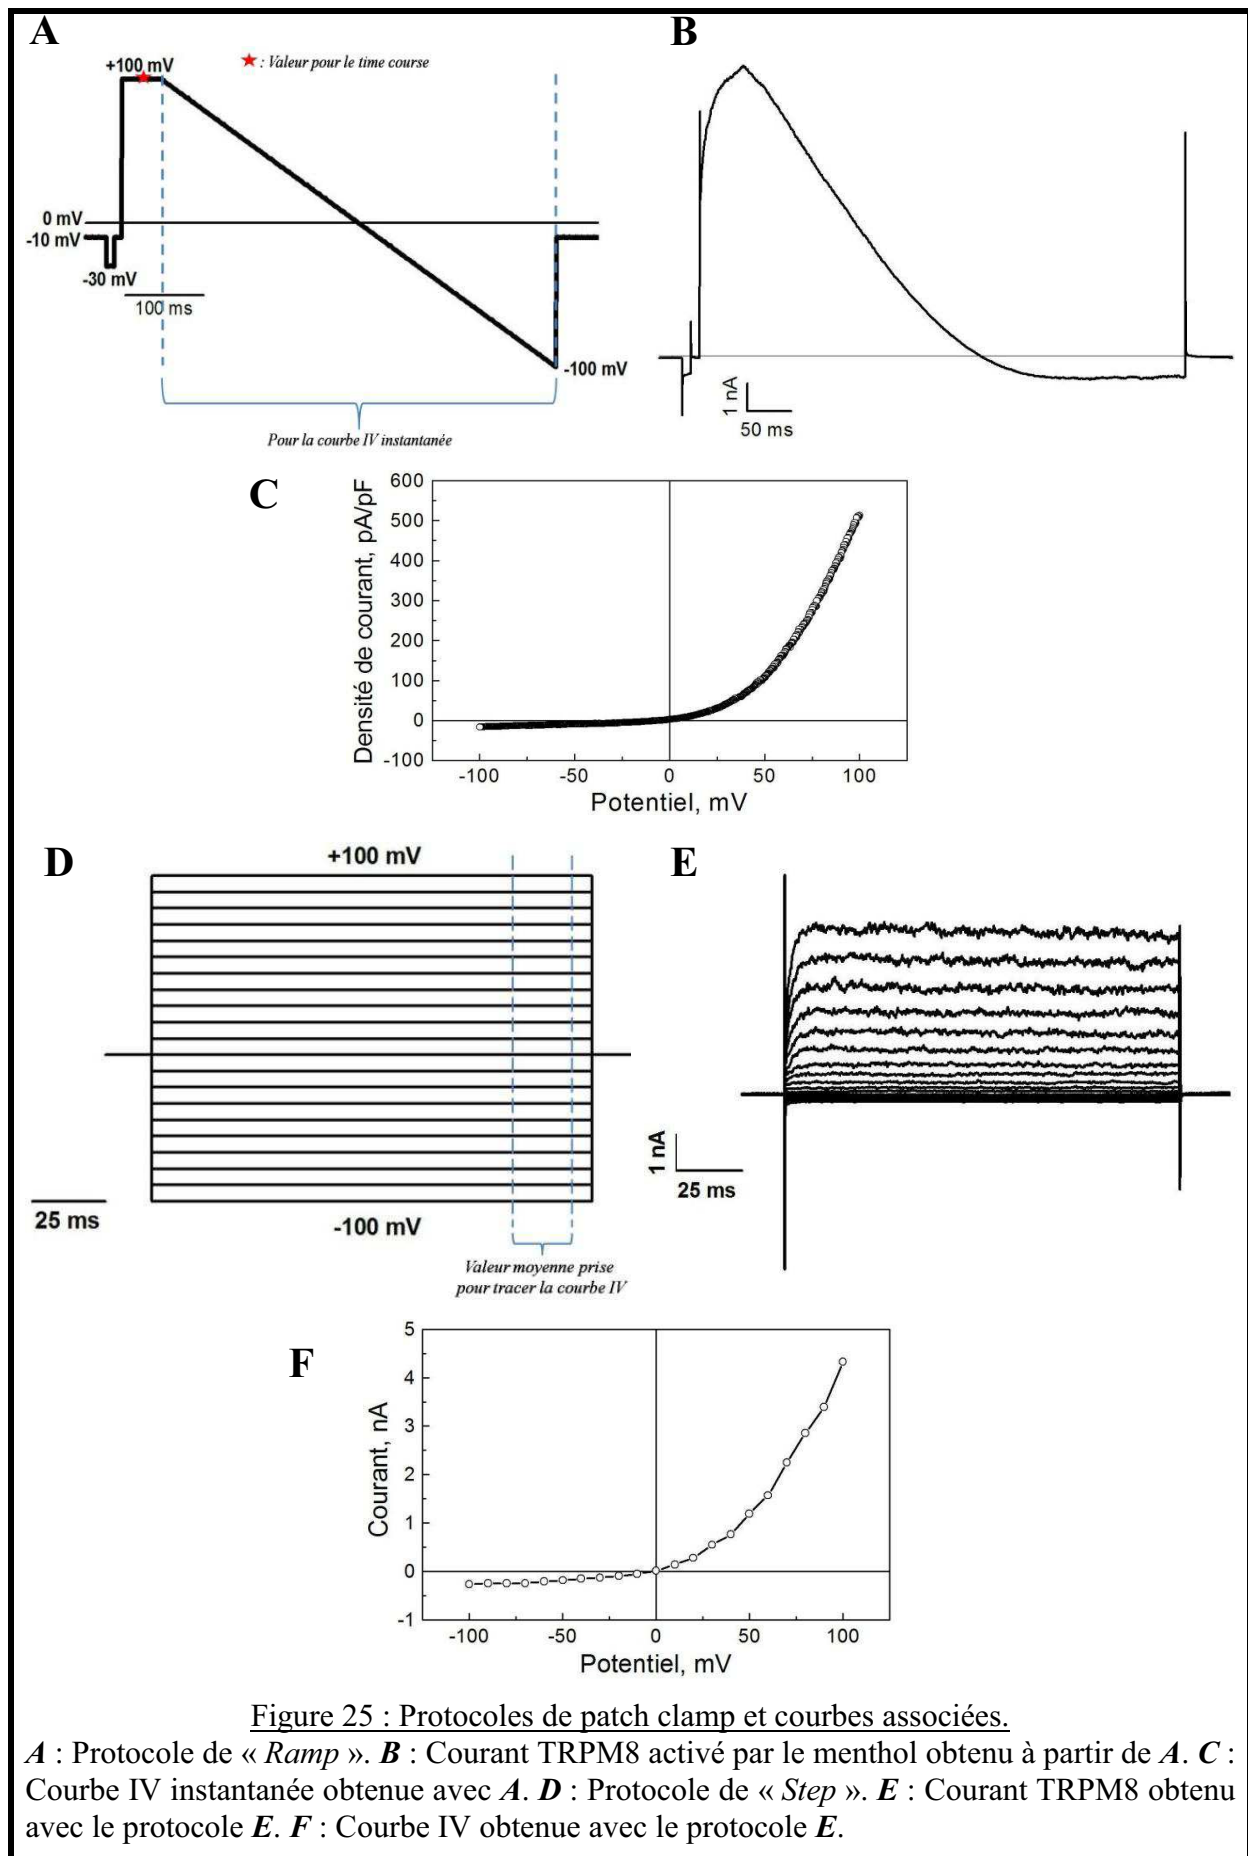 A
★ : Valeur pour le time course
+100 mV
0 mV
-10 mV
-30 mV
100 ms
-100 mV
Pour la courbe IV instantanée
B
1 nA
50 ms
C
Densité de courant, pA/pF
600
500
400
300
200
100
0
-100
-100
-50
0
50
100
Potentiel, mV
D
+100 mV
25 ms
-100 mV
Valeur moyenne prise
pour tracer la courbe IV
E
1 nA
25 ms
F
Courant, nA
5
4
3
2
1
0
-1
-100
-50
0
50
100
Potentiel, mV
Figure 25 : Protocoles de patch clamp et courbes associées.
A : Protocole de « Ramp ». B : Courant TRPM8 activé par le menthol obtenu à partir de A. C :
Courbe IV instantanée obtenue avec A. D : Protocole de « Step ». E : Courant TRPM8 obtenu
avec le protocole E. F : Courbe IV obtenue avec le protocole E.